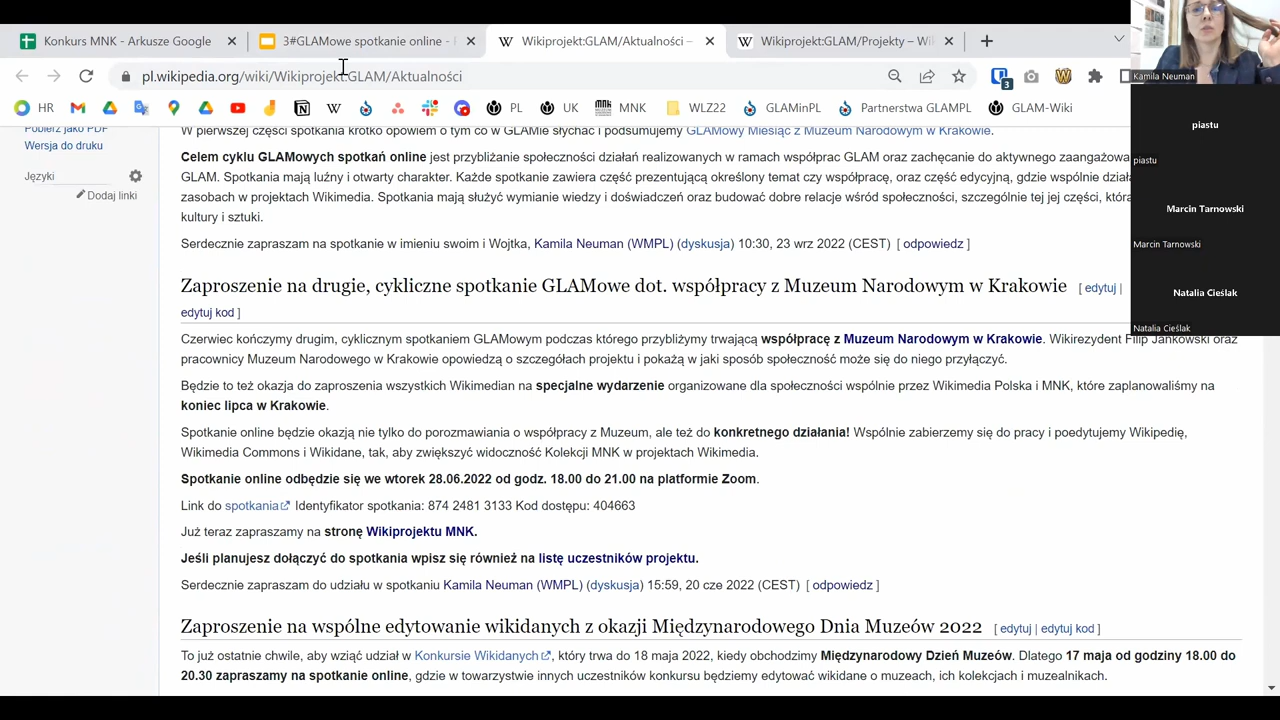 Konkurs MNK - Arkusze Google
3#GLAMowe spotkanie online -
Wikiprojekt:GLAM/Aktualności –
Wikiprojekt:GLAM/Projekty – Wik
Kamila Neuman
pl.wikipedia.org/wiki/Wikiprojekt:GLAM/Aktualności
3
HR
PL
UK
MNK
WLZ22
GLAMinPL
Partnerstwa GLAMPL
GLAM-Wiki
piastu
piastu
Marcin Tarnowski
Marcin Tarnowski
Natalia Cieślak
Natalia Cieślak
Pobierz jako PDF
Wersja do druku
Języki
Dodaj linki
W pierwszej części spotkania krótko opowiem o tym co w GLAMie słychać i podsumujemy GLAMowy Miesiąc z Muzeum Narodowym w Krakowie.
Celem cyklu GLAMowych spotkań online jest przybliżanie społeczności działań realizowanych w ramach współprac GLAM oraz zachęcanie do aktywnego zaangażowa
GLAM. Spotkania mają luźny i otwarty charakter. Każde spotkanie zawiera część prezentującą określony temat czy współpracę, oraz część edycyjną, gdzie wspólnie dział
zasobach w projektach Wikimedia. Spotkania mają służyć wymianie wiedzy i doświadczeń oraz budować dobre relacje wśród społeczności, szczególnie tej jej części, któ
kultury i sztuki.
Serdecznie zapraszam na spotkanie w imieniu swoim i Wojtka, Kamila Neuman (WMPL) (dyskusja) 10:30, 23 wrz 2022 (CEST) [ odpowiedz ]
Zaproszenie na drugie, cykliczne spotkanie GLAMowe dot. współpracy z Muzeum Narodowym w Krakowie [ edytuj |
edytuj kod ]
Czerwiec kończymy drugim, cyklicznym spotkaniem GLAMowym podczas którego przybliżymy trwającą współpracę z Muzeum Narodowym w Krakowie. Wikirezydent Filip Jankowski oraz
pracownicy Muzeum Narodowego w Krakowie opowiedzą o szczegółach projektu i pokażą w jaki sposób społeczność może się do niego przyłączyć.
Będzie to też okazja do zaproszenia wszystkich Wikimedian na specjalne wydarzenie organizowane dla społeczności wspólnie przez Wikimedia Polska i MNK, które zaplanowaliśmy na
koniec lipca w Krakowie.
Spotkanie online będzie okazją nie tylko do porozmawiania o współpracy z Muzeum, ale też do konkretnego działania! Wspólnie zabierzemy się do pracy i poedytujemy Wikipedię,
Wikimedia Commons i Wikidane, tak, aby zwiększyć widoczność Kolekcji MNK w projektach Wikimedia.
Spotkanie online odbędzie się we wtorek 28.06.2022 od godz. 18.00 do 21.00 na platformie Zoom.
Link do spotkania Identyfikator spotkania: 874 2481 3133 Kod dostępu: 404663
Już teraz zapraszamy na stronę Wikiprojektu MNK.
Jeśli planujesz dołączyć do spotkania wpisz się również na listę uczestników projektu.
Serdecznie zapraszam do udziału w spotkaniu Kamila Neuman (WMPL) (dyskusja) 15:59, 20 cze 2022 (CEST) [ odpowiedz ]
Zaproszenie na wspólne edytowanie wikidanych z okazji Międzynarodowego Dnia Muzeów 2022 [ edytuj | edytuj kod ]
To już ostatnie chwile, aby wziąć udział w Konkursie Wikidanych, który trwa do 18 maja 2022, kiedy obchodzimy Międzynarodowy Dzień Muzeów. Dlatego 17 maja od godziny 18.00 do
20.30 zapraszamy na spotkanie online, gdzie w towarzystwie innych uczestników konkursu będziemy edytować wikidane o muzeach, ich kolekcjach i muzealnikach.